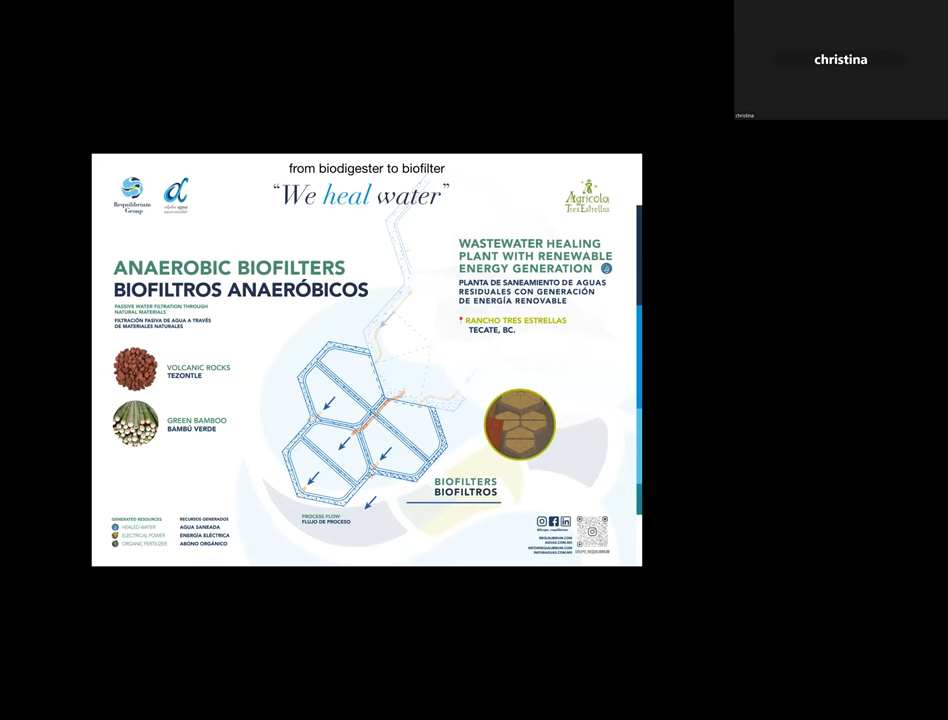 christina
christina
from biodigester to biofilter
“We heal water”
Requilibrium
Group
alpha agua
Agrícola
Tres Estrellas
WASTEWATER HEALING
PLANT WITH RENEWABLE
ENERGY GENERATION
PLANTA DE SANEAMIENTO DE AGUAS
RESIDUALES CON GENERACIÓN
DE ENERGÍA RENOVABLE
RANCHO TRES ESTRELLAS
TECATE, BC.
ANAEROBIC BIOFILTERS
BIOFILTROS ANAERÓBICOS
PASSIVE WATER FILTRATION THROUGH
NATURAL MATERIALS
FILTRACIÓN PASIVA DE AGUA A TRAVÉS
DE MATERIALES NATURALES
VOLCANIC ROCKS
TEZONTLE
GREEN BAMBOO
BAMBÚ VERDE
BIOFILTERS
BIOFILTROS
PROCESS FLOW
FLUJO DE PROCESO
GENERATED RESOURCES RECURSOS GENERADOS
HEALED WATER AGUA SANEADA
ELECTRICAL POWER ENERGÍA ELÉCTRICA
ORGANIC FERTILIZER ABONO ORGÁNICO
REQUILIBRIUM.COM